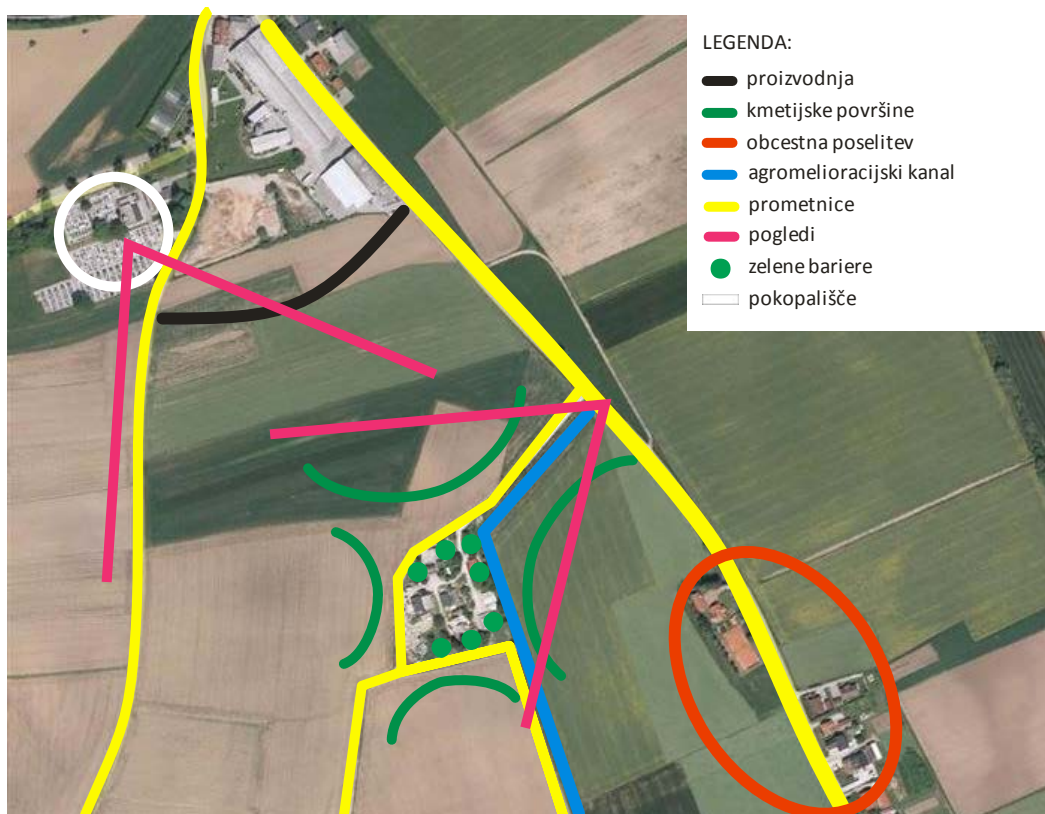 LEGENDA:
proizvodnja
kmetijske površine
obcestna poselitev
agromelioracijski kanal
prometnice
pogledi
zelene bariere
pokopališče